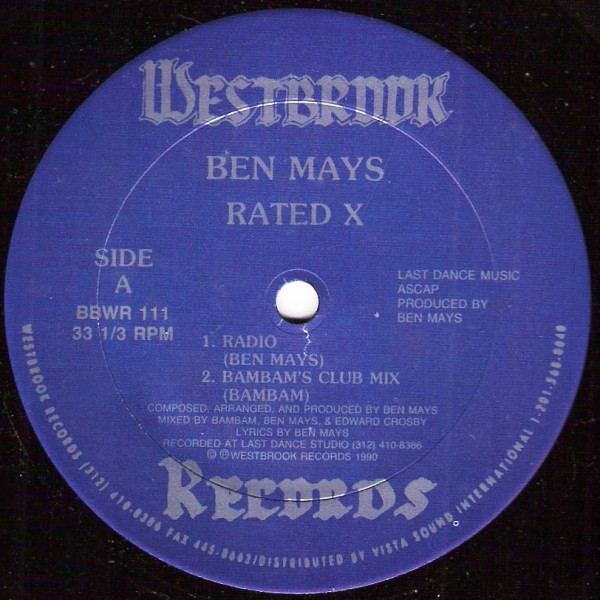 WESTBROOK
BEN MAYS
RATED X
SIDE
A
BBWR 111
33 1/3 RPM
LAST DANCE MUSIC
ASCAP
PRODUCED BY
BEN MAYS
1. RADIO
(BEN MAYS)
2. BAMBAM'S CLUB MIX
(BAMBAM)
COMPOSED, ARRANGED, AND PRODUCED BY BEN MAYS
MIXED BY BAMBAM, BEN MAYS, & EDWARD CROSBY
LYRICS BY BEN MAYS
RECORDED AT LAST DANCE STUDIO (312) 410-8386
© ℗ WESTBROOK RECORDS 1990
RECORDS
WESTBROOK RECORDS (312) 410-8386 FAX 445-0662/DISTRIBUTED BY VISTA SOUND INTERNATIONAL 1-201-568-0040